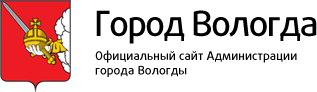 Город Вологда
Официальный сайт Администрации
города Вологды